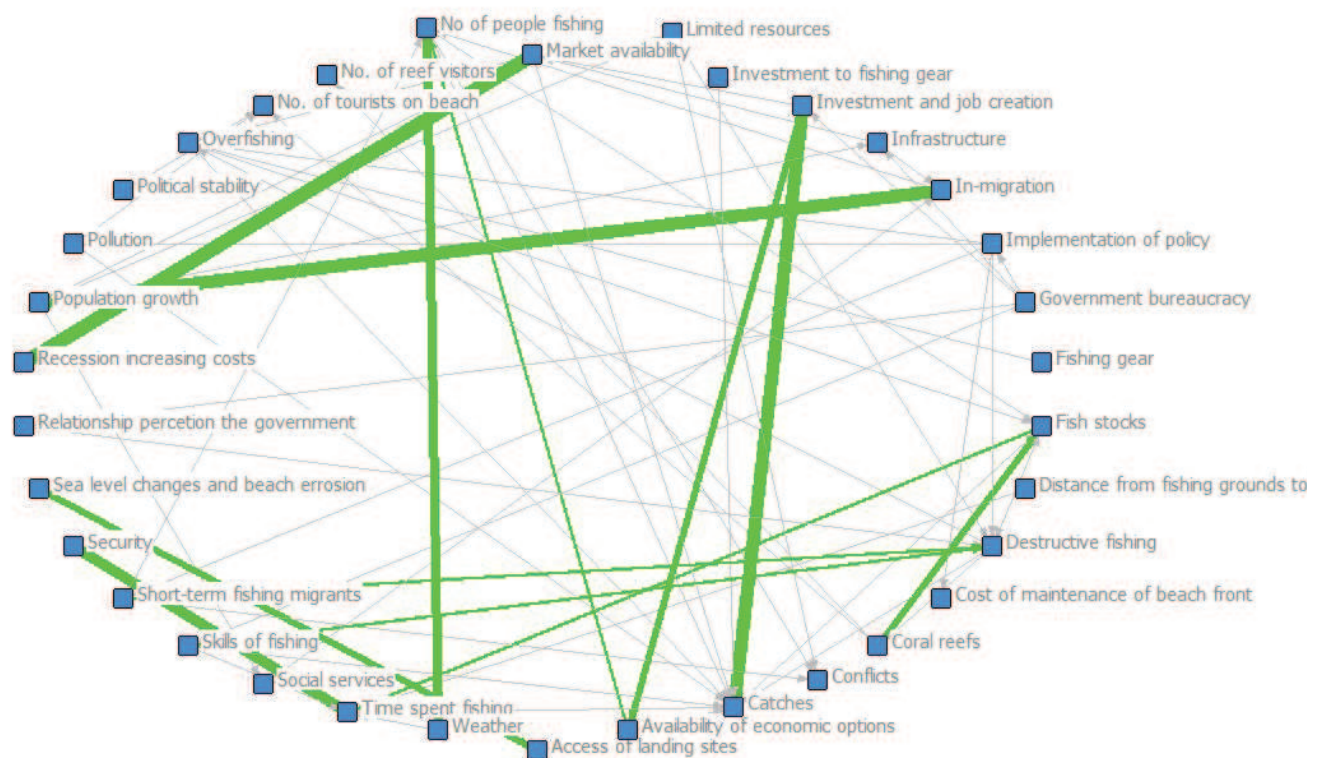 No of people fishing
Limited resources
Market availability
No. of reef visitors
Investment to fishing gear
No. of tourists on beach
Investment and job creation
Overfishing
Infrastructure
Political stability
In-migration
Pollution
Implementation of policy
Population growth
Government bureaucracy
Recession increasing costs
Fishing gear
Relationship percetion the government
Fish stocks
Sea level changes and beach errosion
Distance from fishing grounds to
Security
Destructive fishing
Short-term fishing migrants
Cost of maintenance of beach front
Skills of fishing
Coral reefs
Social services
Conflicts
Time spent fishing
Catches
Weather
Availability of economic options
Access of landing sites